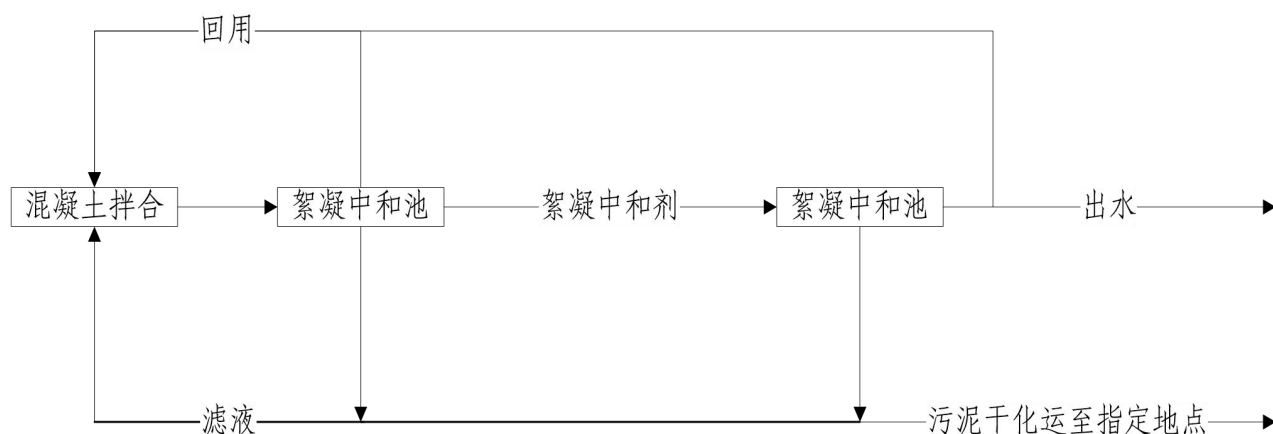 回用
混凝土拌合
絮凝中和池
絮凝中和剂
絮凝中和池
出水
滤液
污泥干化运至指定地点